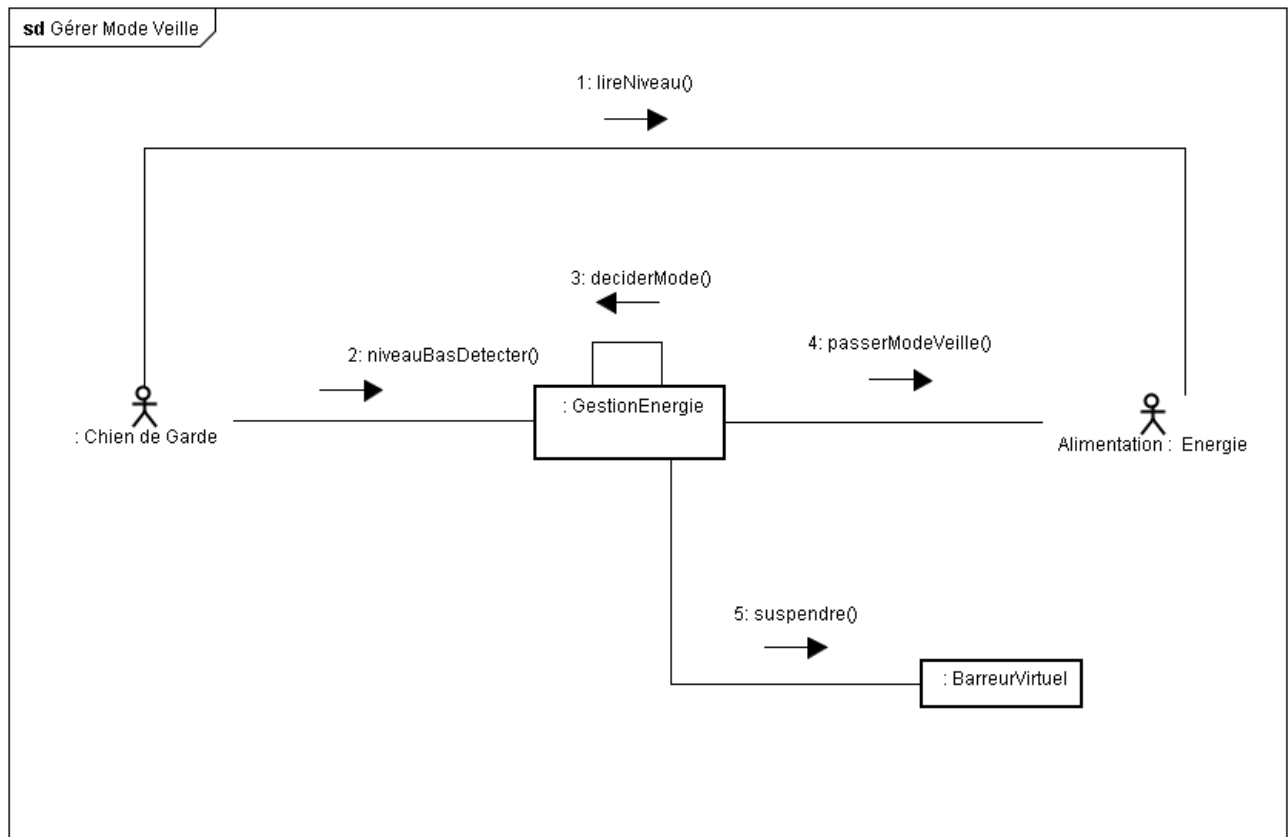 sd Gérer Mode Veille
1: lireNiveau()
3: deciderMode()
2: niveauBasDetecter()
4: passerModeVeille()
: GestionEnergie
: Chien de Garde
Alimentation : Energie
5: suspendre()
: BarreurVirtuel